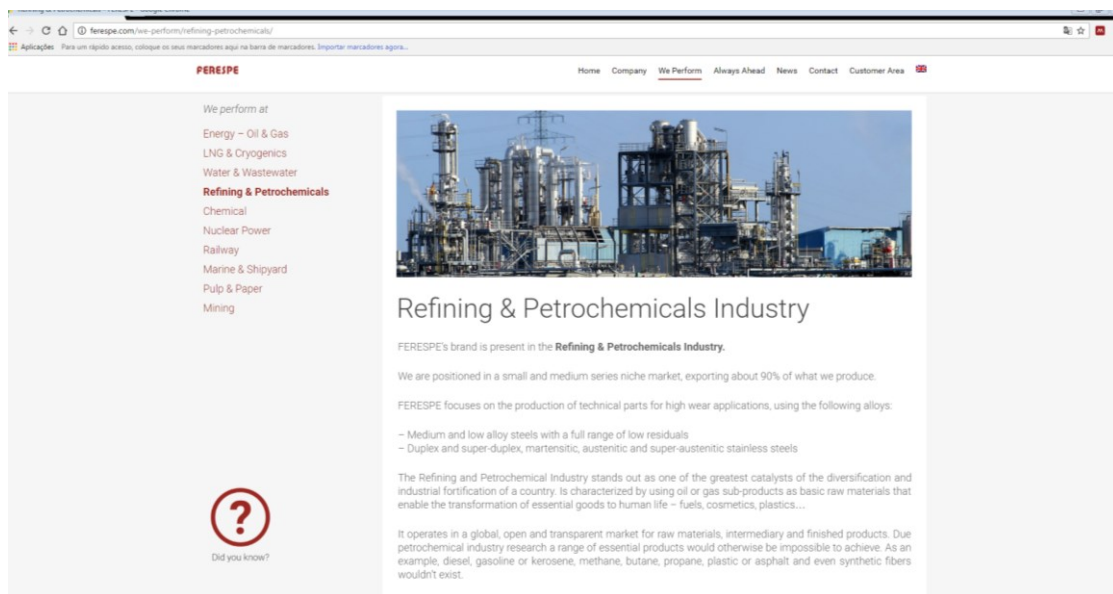 ferespe.com/we-perform/refining-petrochemicals/
Aplicações Para um rápido acesso, coloque os seus marcadores aqui na barra de marcadores. Importar marcadores agora...
FERESPE
Home Company We Perform Always Ahead News Contact Customer Area
We perform at
Energy – Oil & Gas
LNG & Cryogenics
Water & Wastewater
Refining & Petrochemicals
Chemical
Nuclear Power
Railway
Marine & Shipyard
Pulp & Paper
Mining
Did you know?
Refining & Petrochemicals Industry
FERESPE's brand is present in the Refining & Petrochemicals Industry.
We are positioned in a small and medium series niche market, exporting about 90% of what we produce.
FERESPE focuses on the production of technical parts for high wear applications, using the following alloys:
– Medium and low alloy steels with a full range of low residuals
– Duplex and super-duplex, martensitic, austenitic and super-austenitic stainless steels
The Refining and Petrochemical Industry stands out as one of the greatest catalysts of the diversification and
industrial fortification of a country. Is characterized by using oil or gas sub-products as basic raw materials that
enable the transformation of essential goods to human life – fuels, cosmetics, plastics…
It operates in a global, open and transparent market for raw materials, intermediary and finished products. Due
petrochemical industry research a range of essential products would otherwise be impossible to achieve. As an
example, diesel, gasoline or kerosene, methane, butane, propane, plastic or asphalt and even synthetic fibers
wouldn't exist.